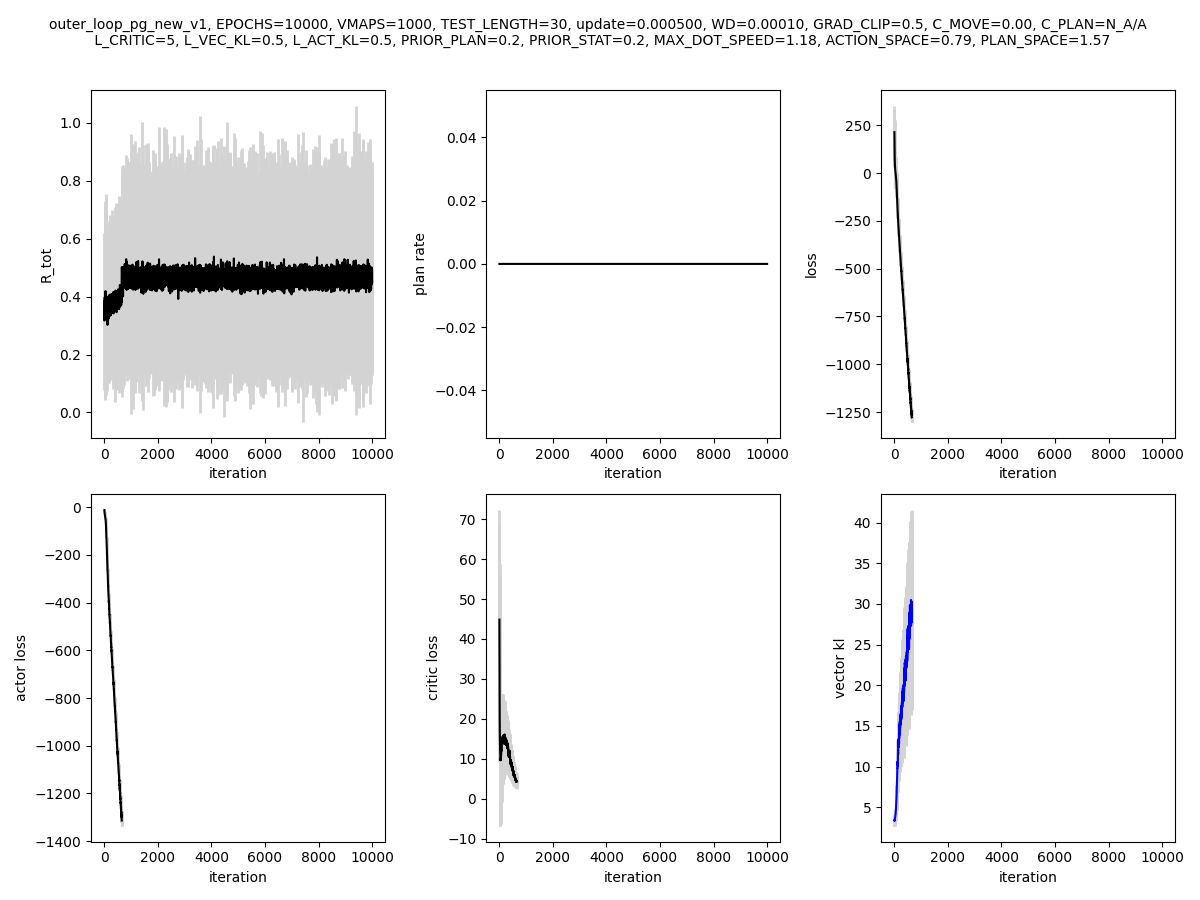 outer_loop_pg_new_v1, EPOCHS=10000, VMAPS=1000, TEST_LENGTH=30, update=0.000500, WD=0.00010, GRAD_CLIP=0.5, C_MOVE=0.00, C_PLAN=N_A/A
L_CRITIC=5, L_VEC_KL=0.5, L_ACT_KL=0.5, PRIOR_PLAN=0.2, PRIOR_STAT=0.2, MAX_DOT_SPEED=1.18, ACTION_SPACE=0.79, PLAN_SPACE=1.57
R_tot
1.0
0.8
0.6
0.4
0.2
0.0
0 2000 4000 6000 8000 10000
iteration
plan rate
0.04
0.02
0.00
−0.02
−0.04
0 2000 4000 6000 8000 10000
iteration
loss
250
0
−250
−500
−750
−1000
−1250
0 2000 4000 6000 8000 10000
iteration
actor loss
0
−200
−400
−600
−800
−1000
−1200
−1400
0 2000 4000 6000 8000 10000
iteration
critic loss
70
60
50
40
30
20
10
0
−10
0 2000 4000 6000 8000 10000
iteration
vector kl
40
35
30
25
20
15
10
5
0 2000 4000 6000 8000 10000
iteration